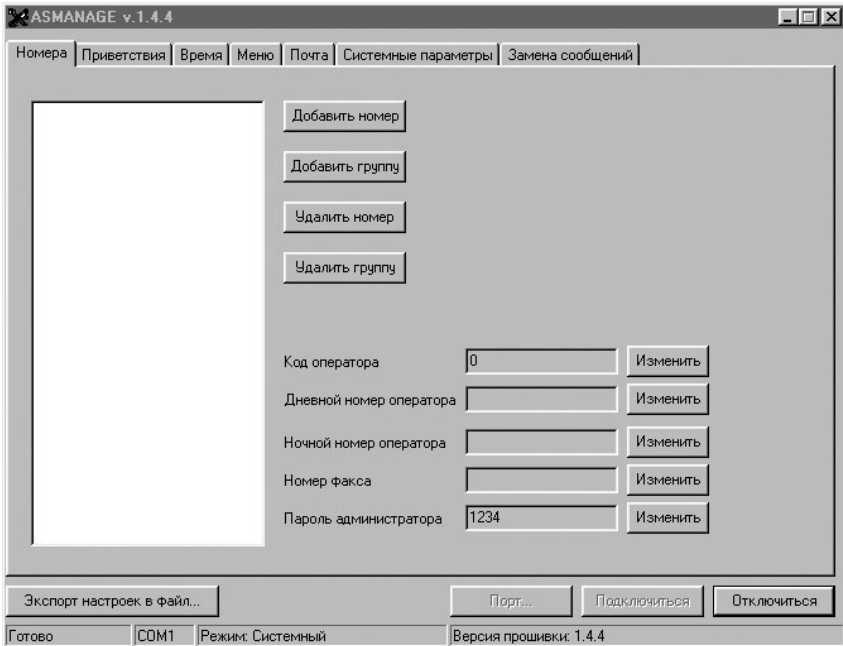 ASMANAGE v.1.4.4
Номера Приветствия Время Меню Почта Системные параметры Замена сообщений
Добавить номер
Добавить группу
Удалить номер
Удалить группу
Код оператора 0 Изменить
Дневной номер оператора Изменить
Ночной номер оператора Изменить
Номер факса Изменить
Пароль администратора 1234 Изменить
Экспорт настроек в файл... Порт... Подключиться Отключиться
Готово COM1 Режим: Системный Версия прошивки: 1.4.4